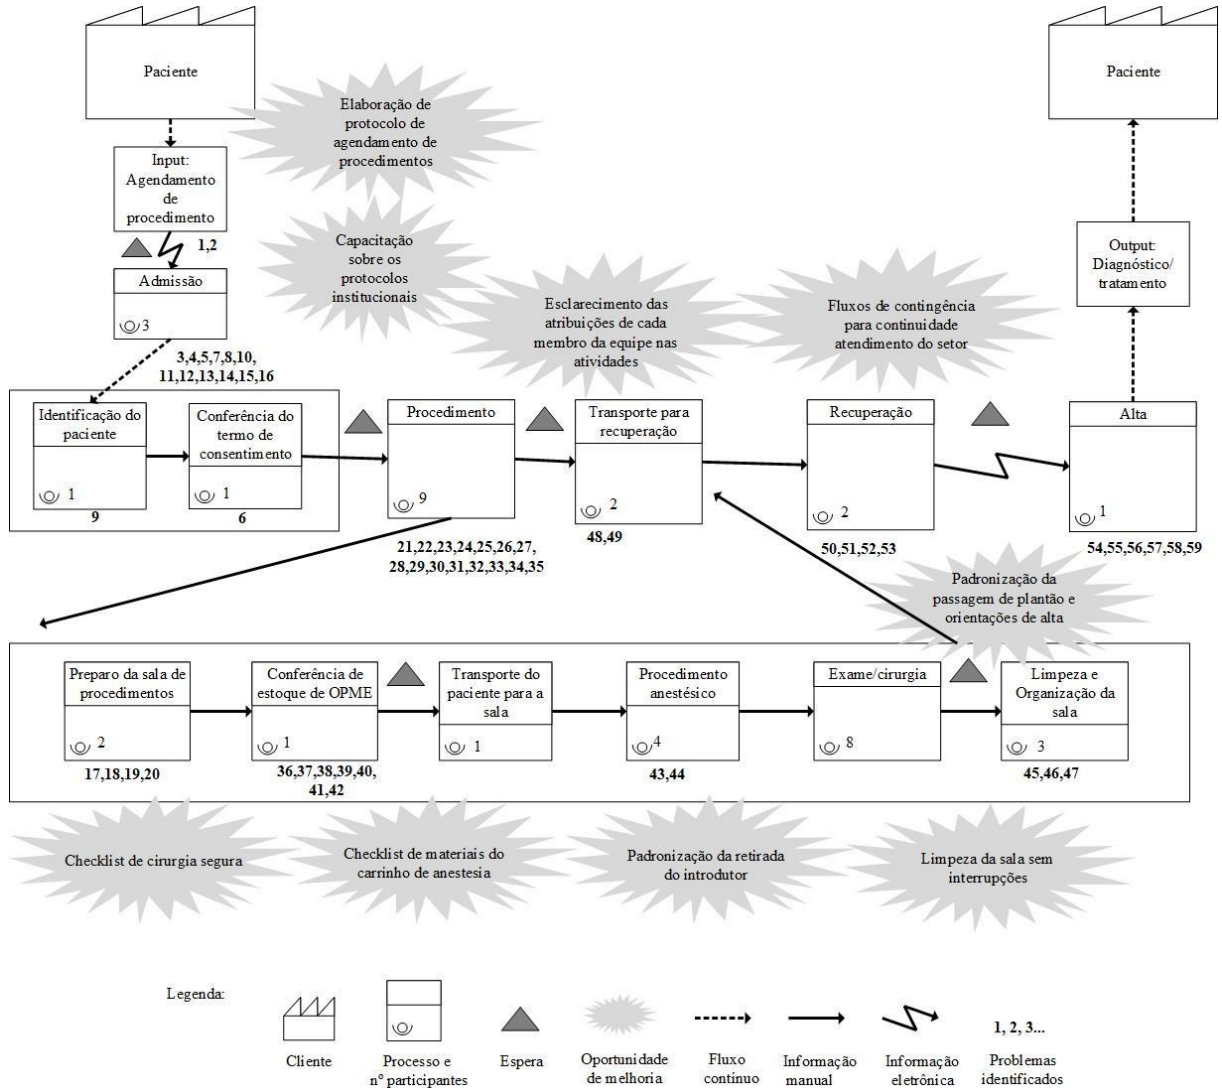 Paciente
Paciente
Elaboração de
protocolo de
agendamento de
procedimentos
Input:
Agendamento
de
procedimento
1,2
Capacitação
sobre os
protocolos
institucionais
Output:
Diagnóstico/
tratamento
Admissão
3
Esclarecimento das
atribuições de cada
membro da equipe nas
atividades
Fluxos de contingência
para continuidade
atendimento do setor
3,4,5,7,8,10,
11,12,13,14,15,16
Identificação do
paciente
1
9
Conferência do
termo de
consentimento
1
6
Procedimento
9
21,22,23,24,25,26,27,
28,29,30,31,32,33,34,35
Transporte para
recuperação
2
48,49
Recuperação
2
50,51,52,53
Alta
1
54,55,56,57,58,59
Padronização da
passagem de plantão e
orientações de alta
Preparo da sala de
procedimentos
2
17,18,19,20
Conferência de
estoque de OPME
1
36,37,38,39,40,
41,42
Transporte do
paciente para a
sala
1
Procedimento
anestésico
4
43,44
Exame/cirurgia
8
Limpeza e
Organização da
sala
3
45,46,47
Checklist de cirurgia segura
Checklist de materiais do
carrinho de anestesia
Padronização da retirada
do introdutor
Limpeza da sala sem
interrupções
Legenda:
1, 2, 3...
Cliente
Processo e
nº participantes
Espera
Oportunidade
de melhoria
Fluxo
contínuo
Informação
manual
Informação
eletrônica
Problemas
identificados